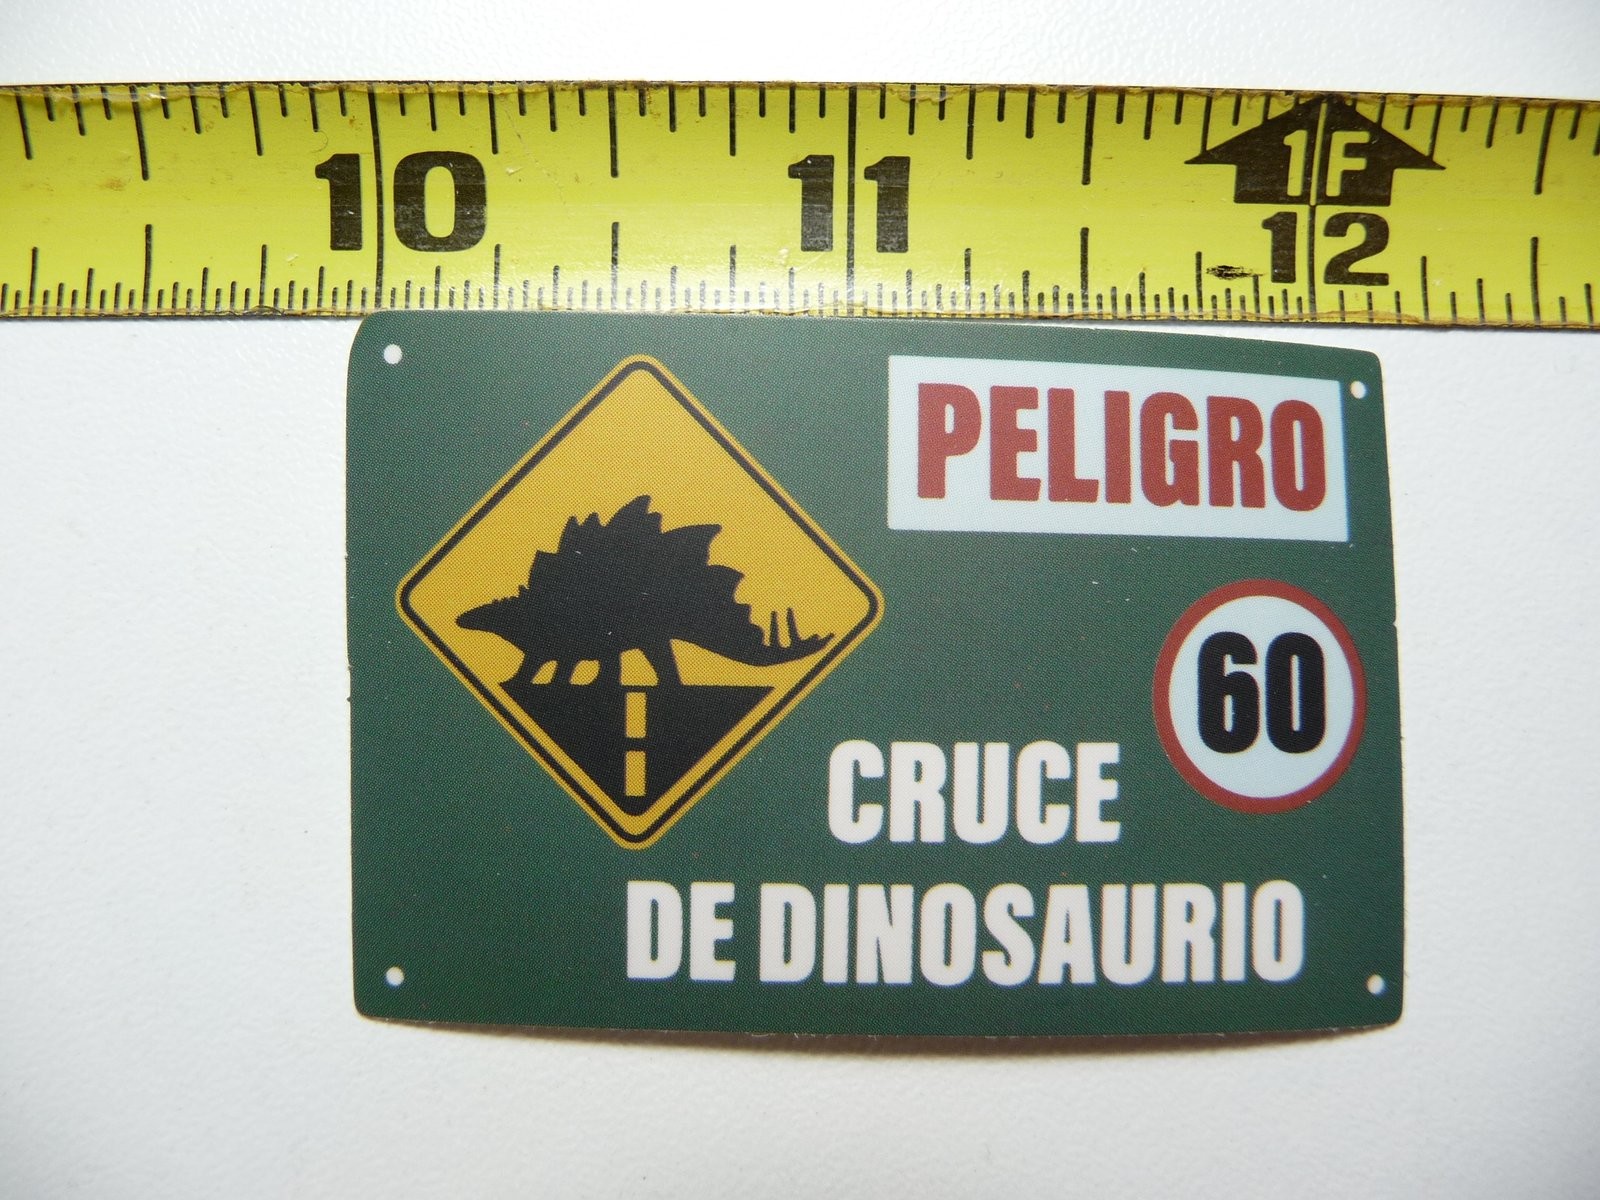 10 11 1F
12
PELIGRO
60
CRUCE
DE DINOSAURIO